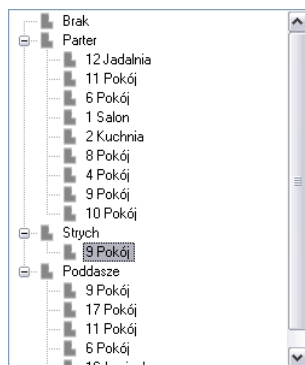 Brak
Parter
12 Jadalnia
11 Pokój
6 Pokój
1 Salon
2 Kuchnia
8 Pokój
4 Pokój
9 Pokój
10 Pokój
Strych
9 Pokój
Poddasze
9 Pokój
17 Pokój
11 Pokój
6 Pokój